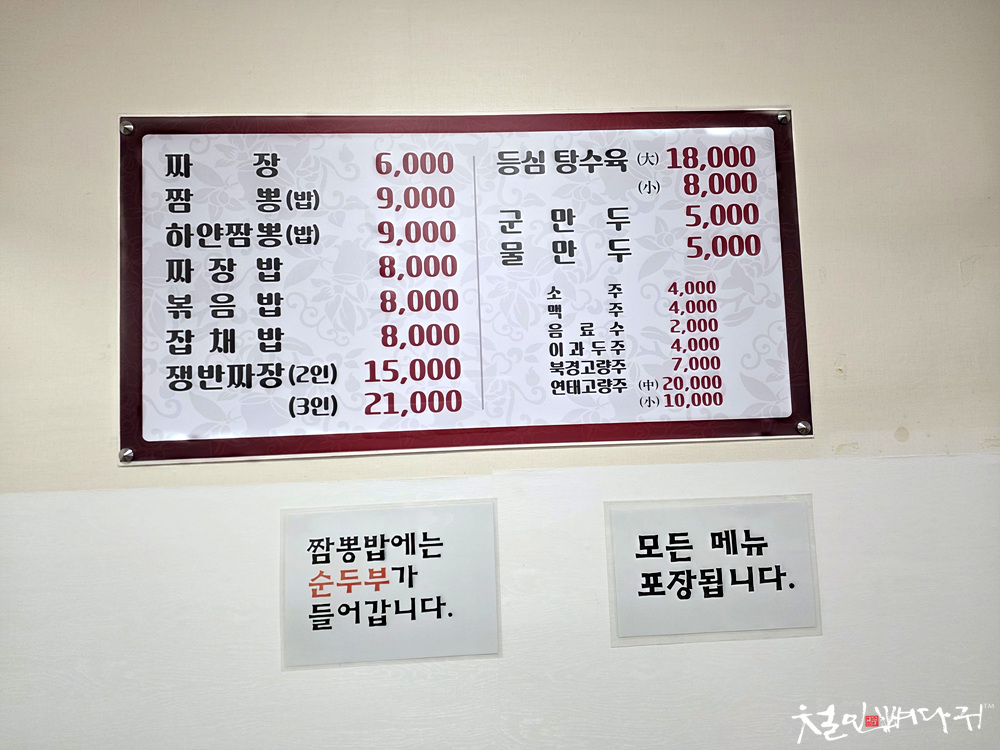 짜 장 6,000
짬 뽕(밥) 9,000
하얀짬뽕(밥) 9,000
짜 장 밥 8,000
볶 음 밥 8,000
잡 채 밥 8,000
쟁반짜장(2인) 15,000
(3인) 21,000
등심 탕수육 (大) 18,000
(小) 8,000
군 만 두 5,000
물 만 두 5,000
소 주 4,000
맥 주 4,000
음 료 수 2,000
이 과 두 주 4,000
북경고량주 7,000
연태고량주 (中) 20,000
(小) 10,000
짬뽕밥에는
순두부가
들어갑니다.
모든 메뉴
포장됩니다.